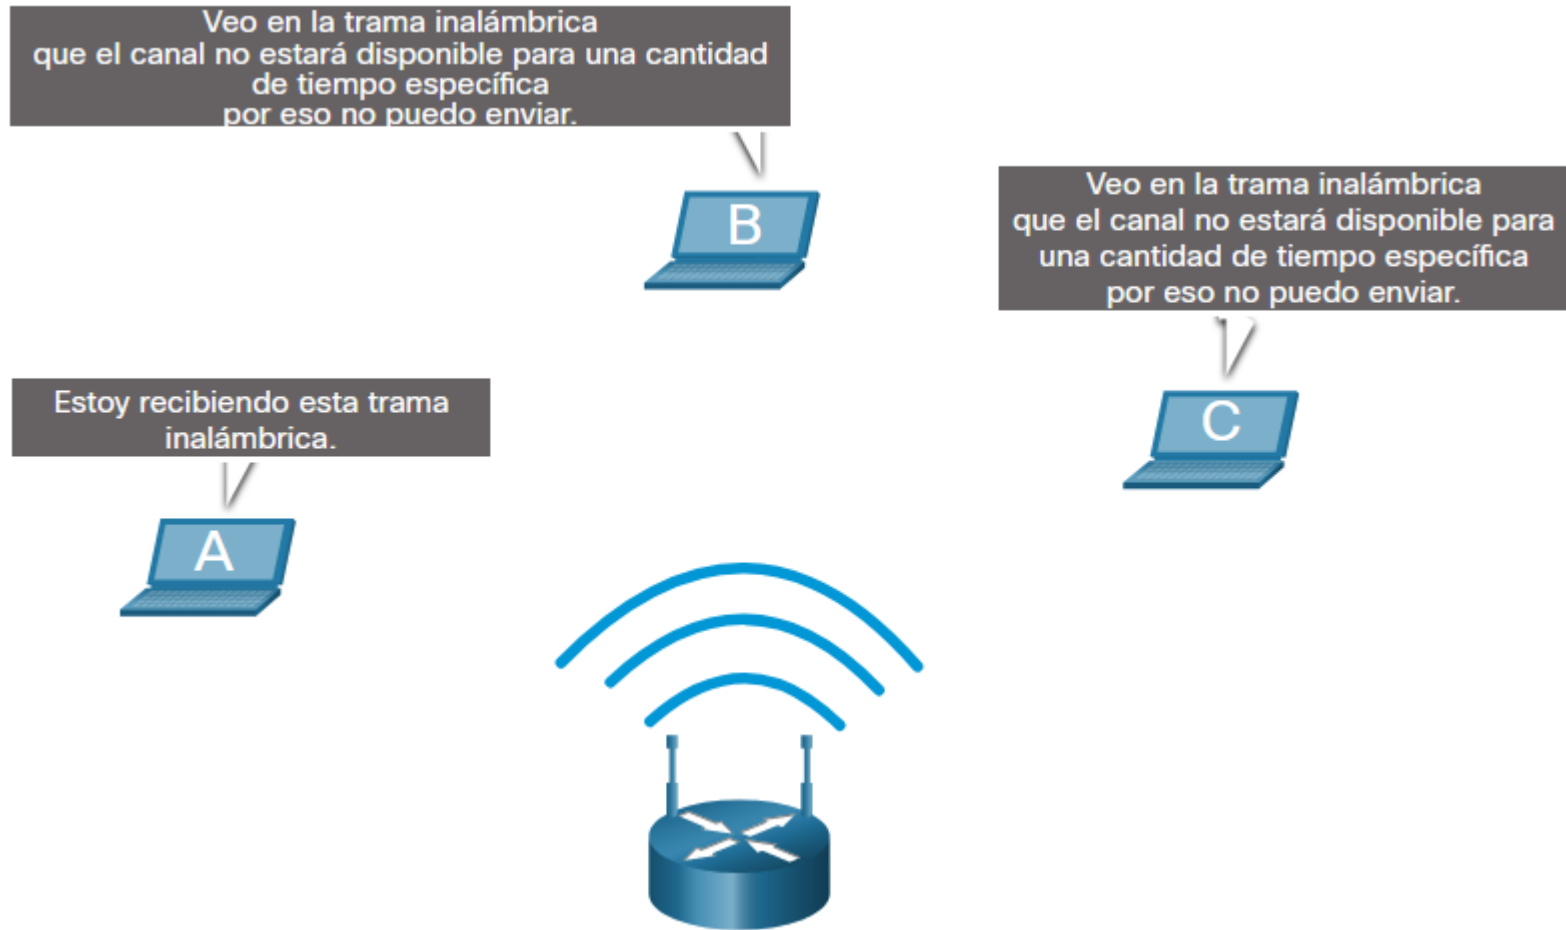 Veo en la trama inalámbrica
que el canal no estará disponible para una cantidad
de tiempo específica
por eso no puedo enviar.
B
Veo en la trama inalámbrica
que el canal no estará disponible para
una cantidad de tiempo específica
por eso no puedo enviar.
C
Estoy recibiendo esta trama
inalámbrica.
A